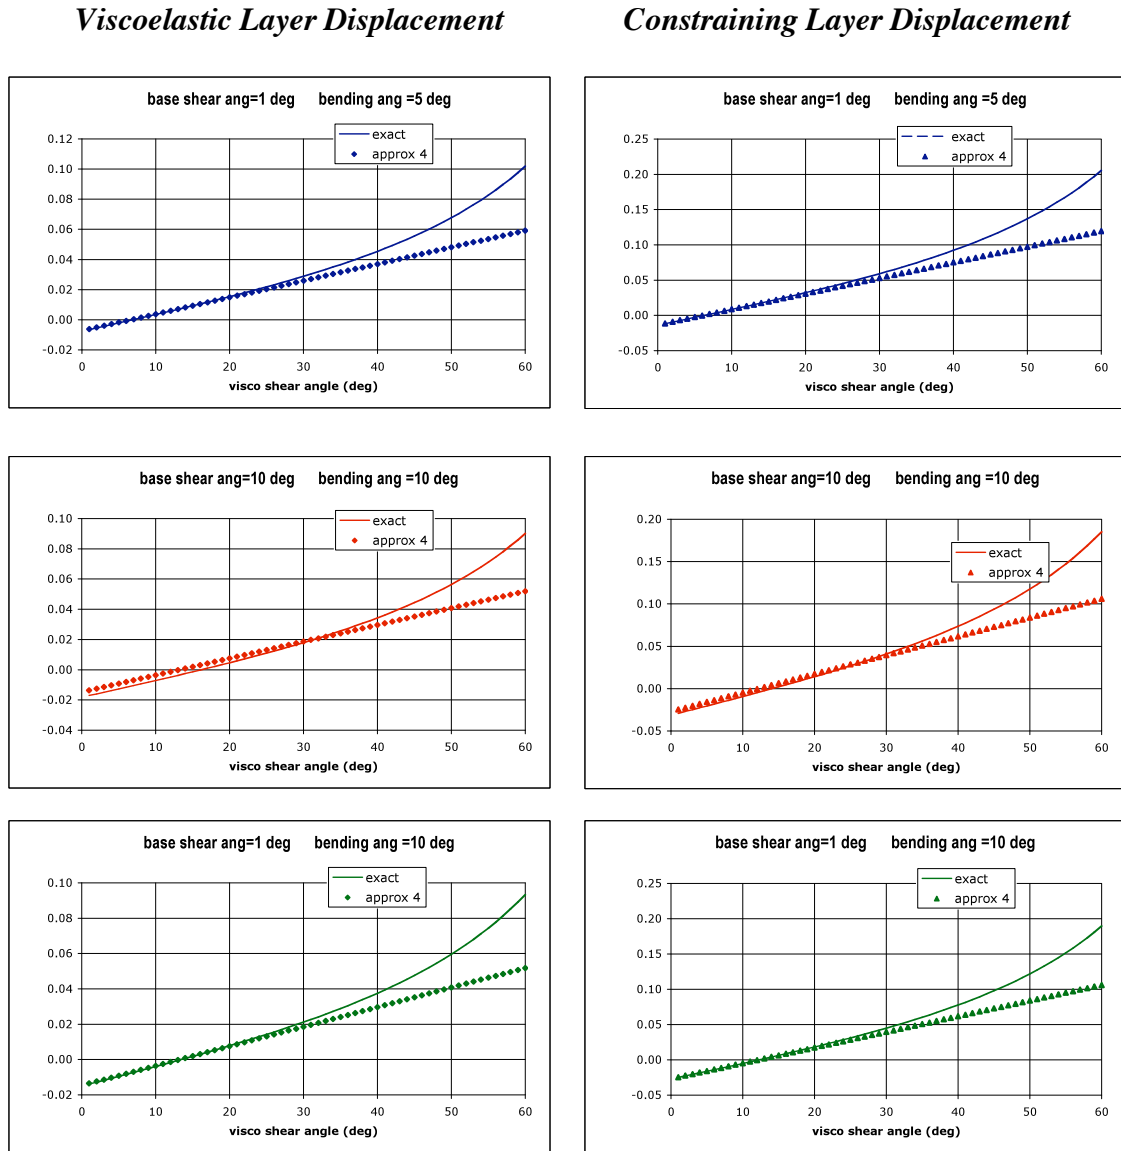 Viscoelastic Layer Displacement
Constraining Layer Displacement
base shear ang=1 deg bending ang =5 deg
exact
approx 4
0.12
0.10
0.08
0.06
0.04
0.02
0.00
-0.02
0 10 20 30 40 50 60
visco shear angle (deg)
base shear ang=1 deg bending ang =5 deg
exact
approx 4
0.25
0.20
0.15
0.10
0.05
0.00
-0.05
0 10 20 30 40 50 60
visco shear angle (deg)
base shear ang=10 deg bending ang =10 deg
exact
approx 4
0.10
0.08
0.06
0.04
0.02
0.00
-0.02
-0.04
0 10 20 30 40 50 60
visco shear angle (deg)
base shear ang=10 deg bending ang =10 deg
exact
approx 4
0.20
0.15
0.10
0.05
0.00
-0.05
0 10 20 30 40 50 60
visco shear angle (deg)
base shear ang=1 deg bending ang =10 deg
exact
approx 4
0.10
0.08
0.06
0.04
0.02
0.00
-0.02
0 10 20 30 40 50 60
visco shear angle (deg)
base shear ang=1 deg bending ang =10 deg
exact
approx 4
0.25
0.20
0.15
0.10
0.05
0.00
-0.05
0 10 20 30 40 50 60
visco shear angle (deg)